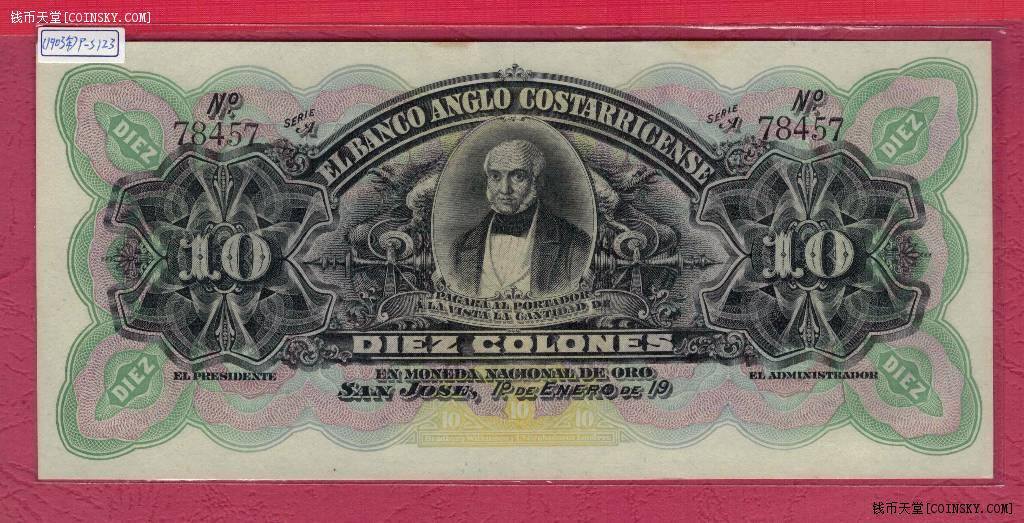 钱币天堂[COINSKY.COM]
(1903年)P-S123
Nº 78457
SERIE A
EL BANCO ANGLO COSTARRICENSE
SERIE A
Nº 78457
DIEZ
DIEZ
10
10
PAGARÁ AL PORTADOR
A LA VISTA LA CANTIDAD DE
DIEZ COLONES
EN MONEDA NACIONAL DE ORO
SAN JOSE, 1º DE ENERO DE 19
EL PRESIDENTE
EL ADMINISTRADOR
DIEZ
DIEZ
10 10 10
钱币天堂[COINSKY.COM]